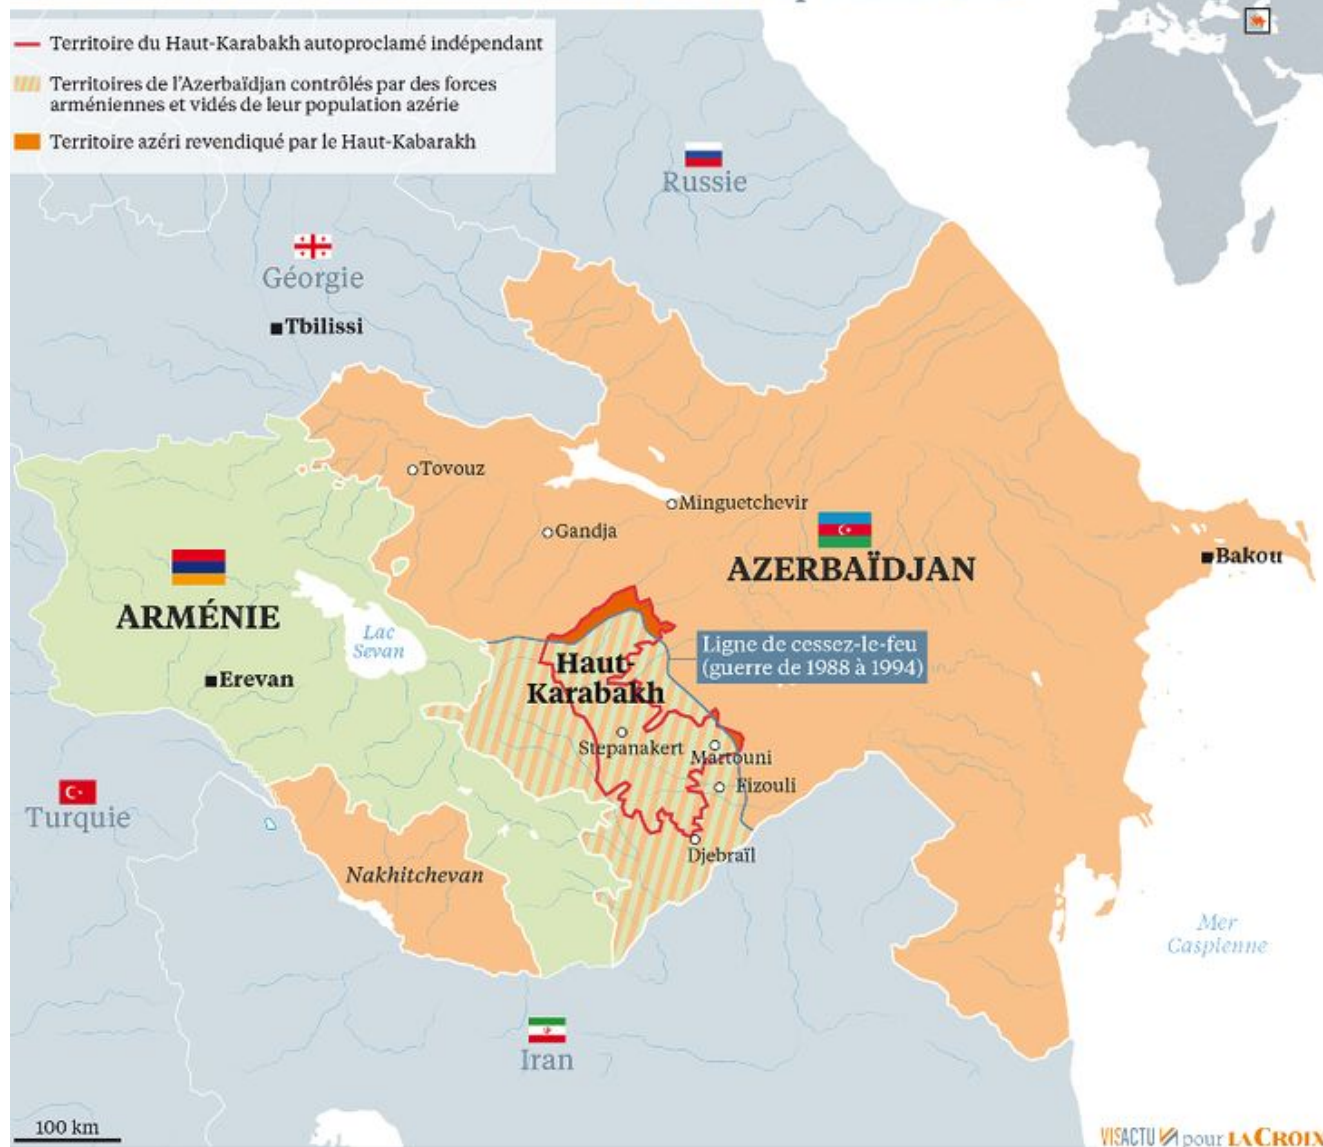 Territoire du Haut-Karabakh autoproclamé indépendant
Territoires de l'Azerbaïdjan contrôlés par des forces
arméniennes et vidés de leur population azérie
Territoire azéri revendiqué par le Haut-Kabarakh
Russie
Géorgie
Tbilissi
Tovouz
Minguetchevir
Gandja
AZERBAÏDJAN
Bakou
ARMÉNIE
Lac
Sevan
Erevan
Ligne de cessez-le-feu
(guerre de 1988 à 1994)
Haut-
Karabakh
Stepanakert
Martouni
Fizouli
Turquie
Djebraïl
Nakhitchevan
Mer
Caspienne
Iran
100 km
VISACTU pour LA CROIX